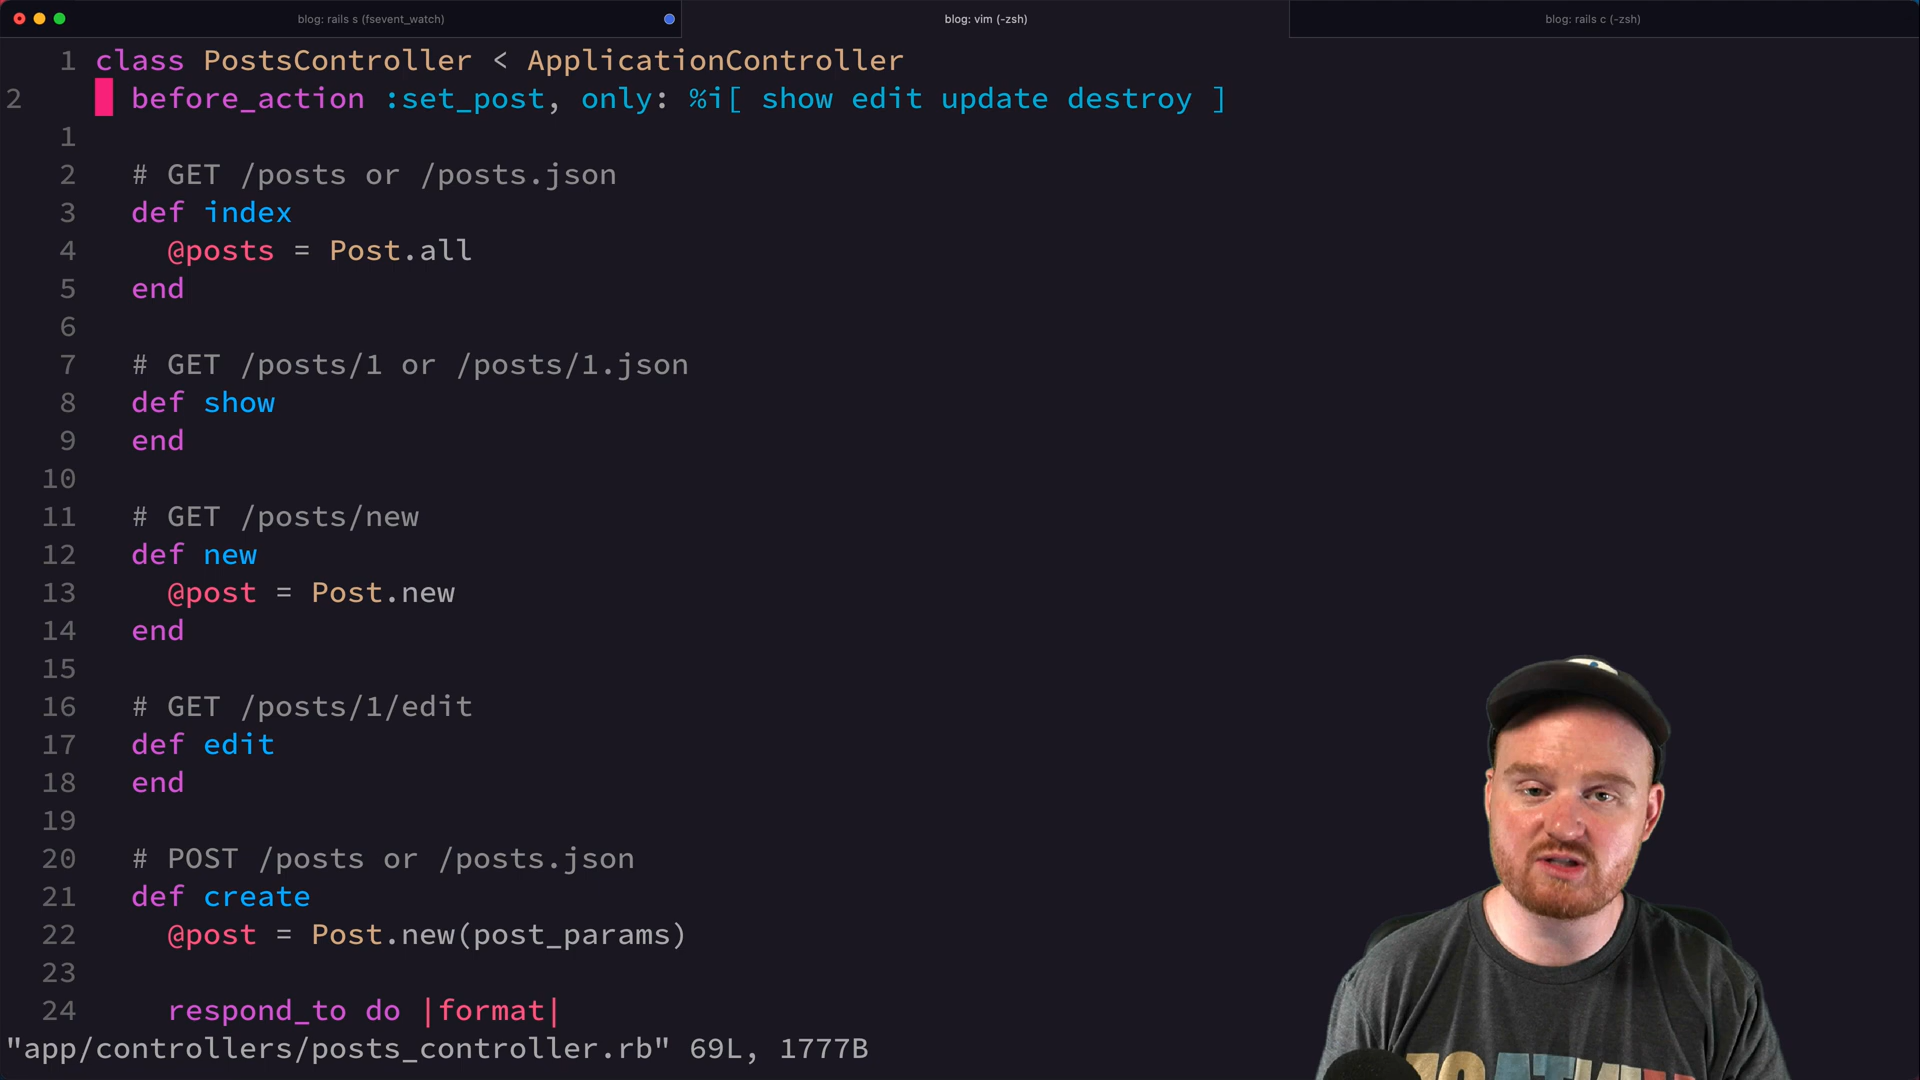 blog: rails s (fsevent_watch)
blog: vim (-zsh)
blog: rails c (-zsh)
1 class PostsController < ApplicationController
2 before_action :set_post, only: %i[ show edit update destroy ]
1
2 # GET /posts or /posts.json
3 def index
4 @posts = Post.all
5 end
6
7 # GET /posts/1 or /posts/1.json
8 def show
9 end
10
11 # GET /posts/new
12 def new
13 @post = Post.new
14 end
15
16 # GET /posts/1/edit
17 def edit
18 end
19
20 # POST /posts or /posts.json
21 def create
22 @post = Post.new(post_params)
23
24 respond_to do |format|
"app/controllers/posts_controller.rb" 69L, 1777B